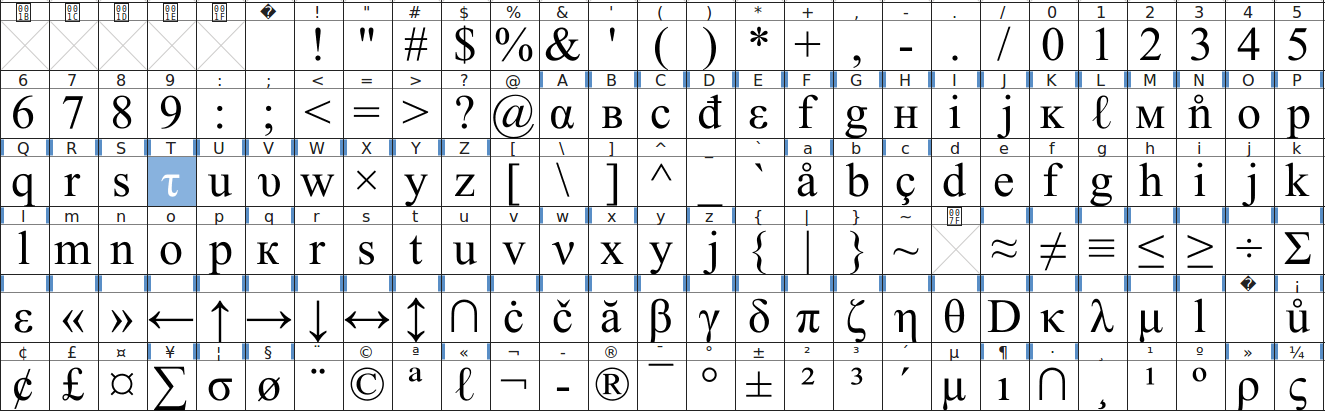 001B 001C 001D 001E 001F � ! " # $ % & ' ( ) * + , - . / 0 1 2 3 4 5
! " # $ % & ' ( ) * + , - . / 0 1 2 3 4 5
6 7 8 9 : ; < = > ? @ A B C D E F G H I J K L M N O P
6 7 8 9 : ; < = > ? @ α в c đ ε f g н i j κ ℓ м n̊ o p
Q R S T U V W X Y Z [ \ ] ^ _ ` a b c d e f g h i j k
q r s τ u υ w × y z [ \ ] ^ _ ` å b ç d e f g h i j k
l m n o p q r s t u v w x y z { | } ~ 007F
l m n o p к r s t u v ν x y j { | } ~ ≈ ≠ ≡ ≤ ≥ ÷ Σ
� ¡
ε « » ← ↑ → ↓ ↔ ↕ ∩ ċ č ă β γ δ π ζ η θ D κ λ μ l ů
¢ £ ¤ ¥ ¦ § ¨ © ª « ¬ - ® ¯ ° ± ² ³ ´ µ ¶ · ¸ ¹ º » ¼
¢ £ ¤ ∑ σ ø ¨ © ª ℓ ¬ - ® ¯ ° ± ² ³ ´ µ ı ∩ ¸ ¹ º ρ ς